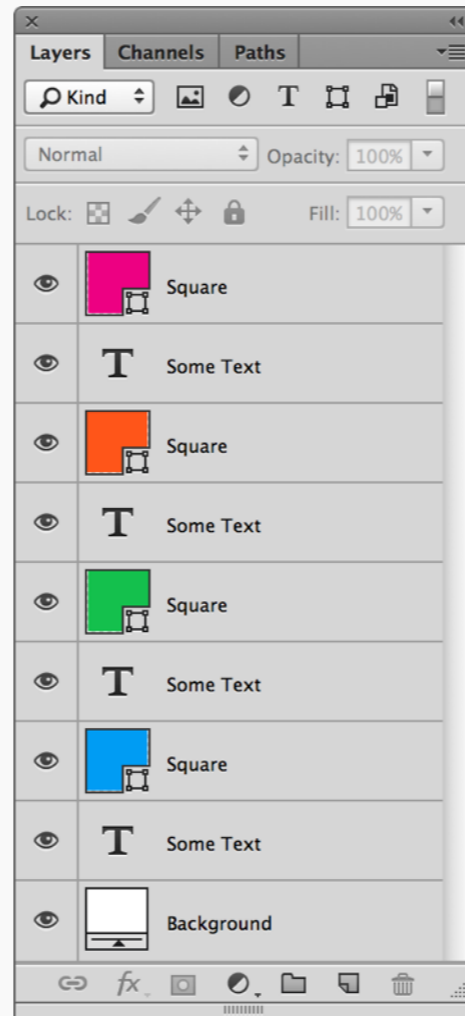 Layers Channels Paths
Kind T
Normal Opacity: 100%
Lock: Fill: 100%
Square
T Some Text
Square
T Some Text
Square
T Some Text
Square
T Some Text
Background
fx